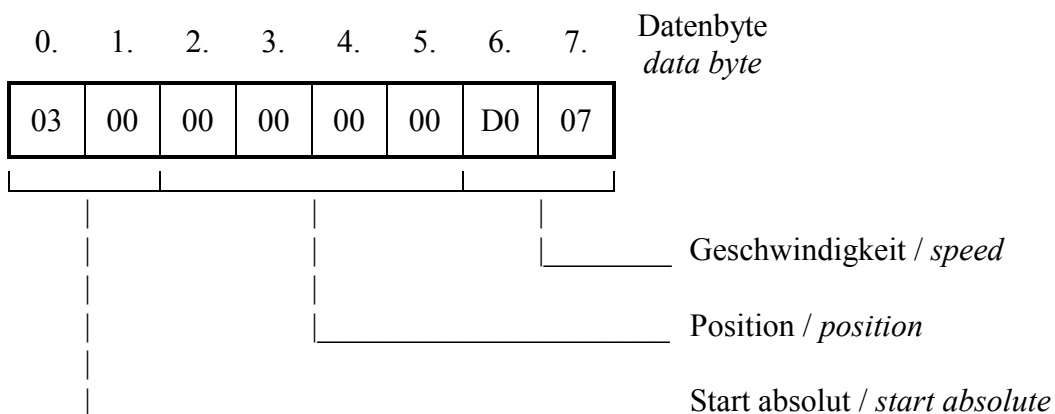 0. 1. 2. 3. 4. 5. 6. 7. Datenbyte
data byte
03 00 00 00 00 00 D0 07
Geschwindigkeit / speed
Position / position
Start absolut / start absolute